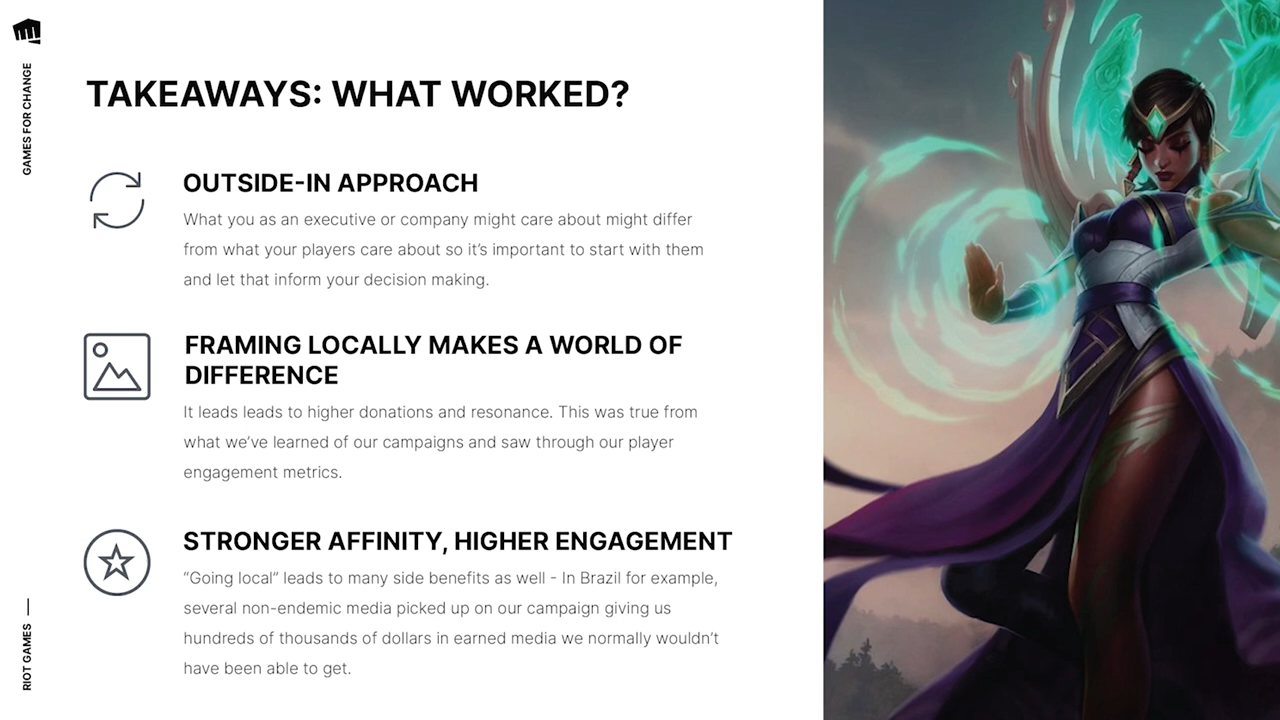 GAMES FOR CHANGE
RIOT GAMES —
TAKEAWAYS: WHAT WORKED?
OUTSIDE-IN APPROACH
What you as an executive or company might care about might differ
from what your players care about so it’s important to start with them
and let that inform your decision making.
FRAMING LOCALLY MAKES A WORLD OF
DIFFERENCE
It leads leads to higher donations and resonance. This was true from
what we’ve learned of our campaigns and saw through our player
engagement metrics.
STRONGER AFFINITY, HIGHER ENGAGEMENT
“Going local” leads to many side benefits as well - In Brazil for example,
several non-endemic media picked up on our campaign giving us
hundreds of thousands of dollars in earned media we normally wouldn’t
have been able to get.